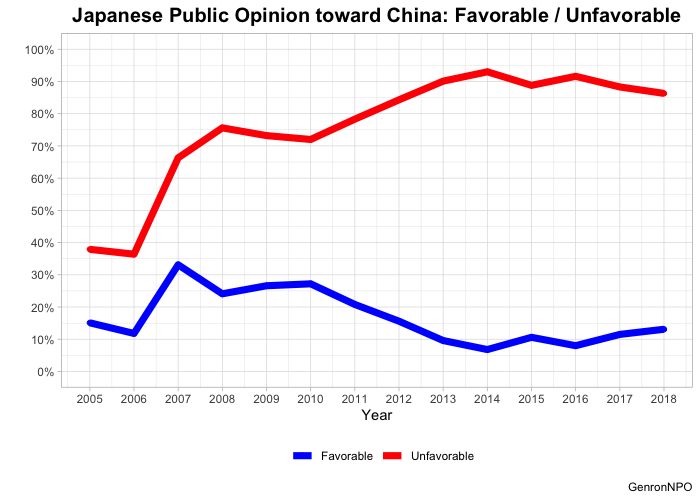 Japanese Public Opinion toward China: Favorable / Unfavorable
100%
90%
80%
70%
60%
50%
40%
30%
20%
10%
0%
2005 2006 2007 2008 2009 2010 2011 2012 2013 2014 2015 2016 2017 2018
Year
Favorable Unfavorable
GenronNPO